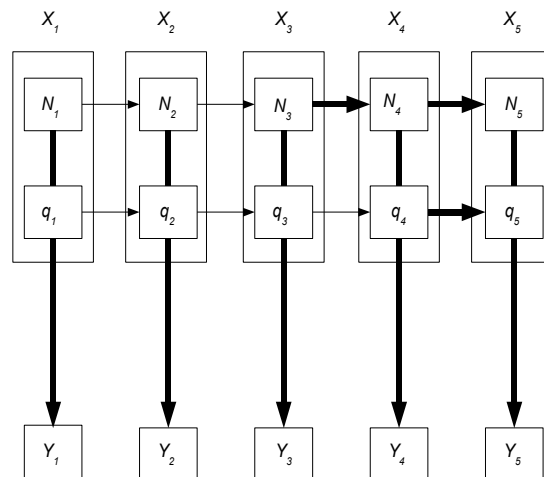 X₁ X₂ X₃ X₄ X₅
N₁ N₂ N₃ N₄ N₅
q₁ q₂ q₃ q₄ q₅
Y₁ Y₂ Y₃ Y₄ Y₅